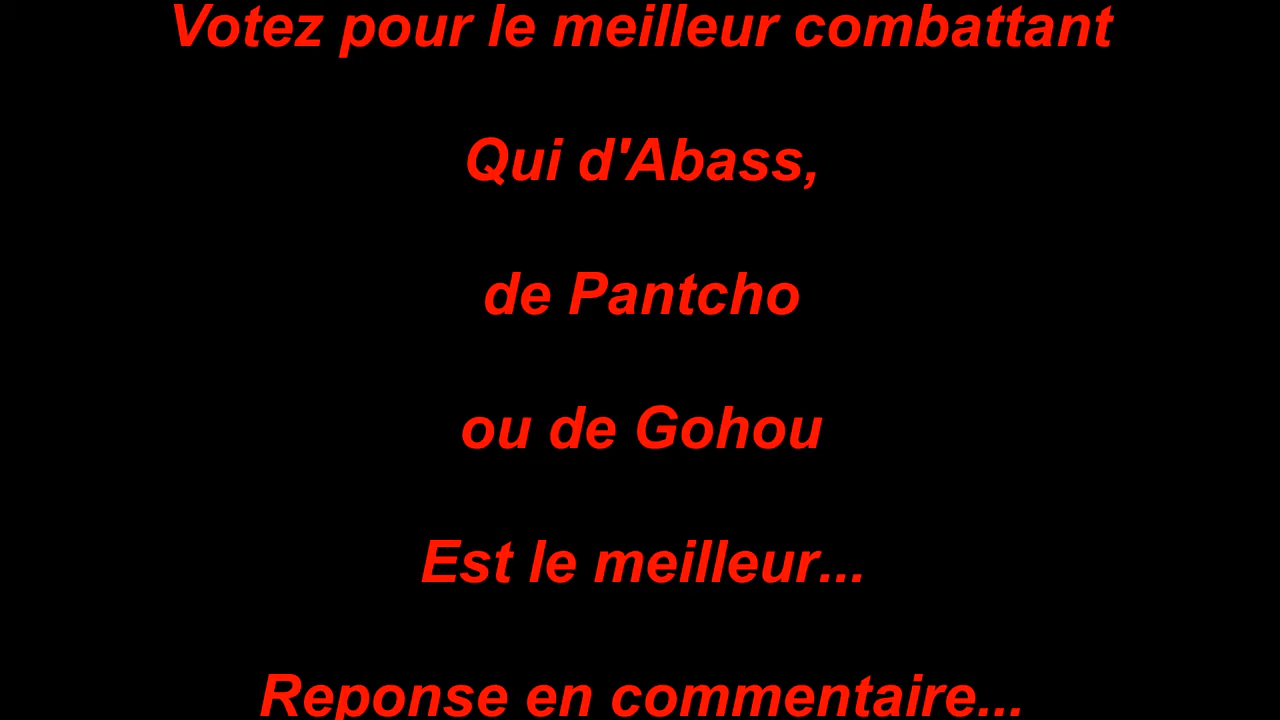 Votez pour le meilleur combattant
Qui d'Abass,
de Pantcho
ou de Gohou
Est le meilleur...
Reponse en commentaire...